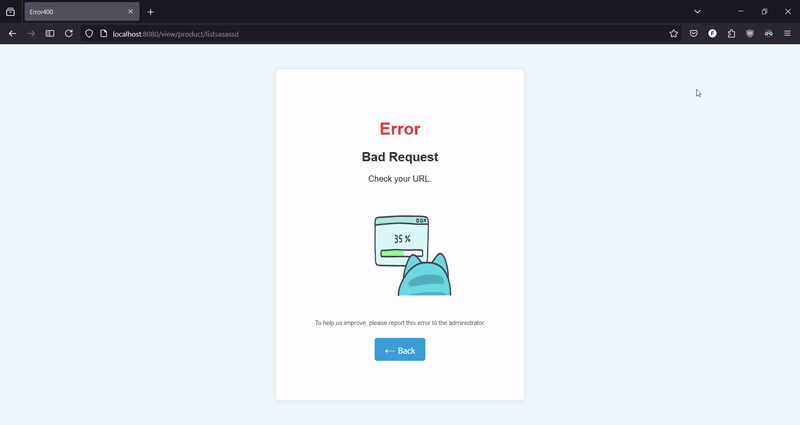 Error400
localhost:8080/view/product/listsasassd
Error
Bad Request
Check your URL.
35 %
To help us improve, please report this error to the administrator.
← Back